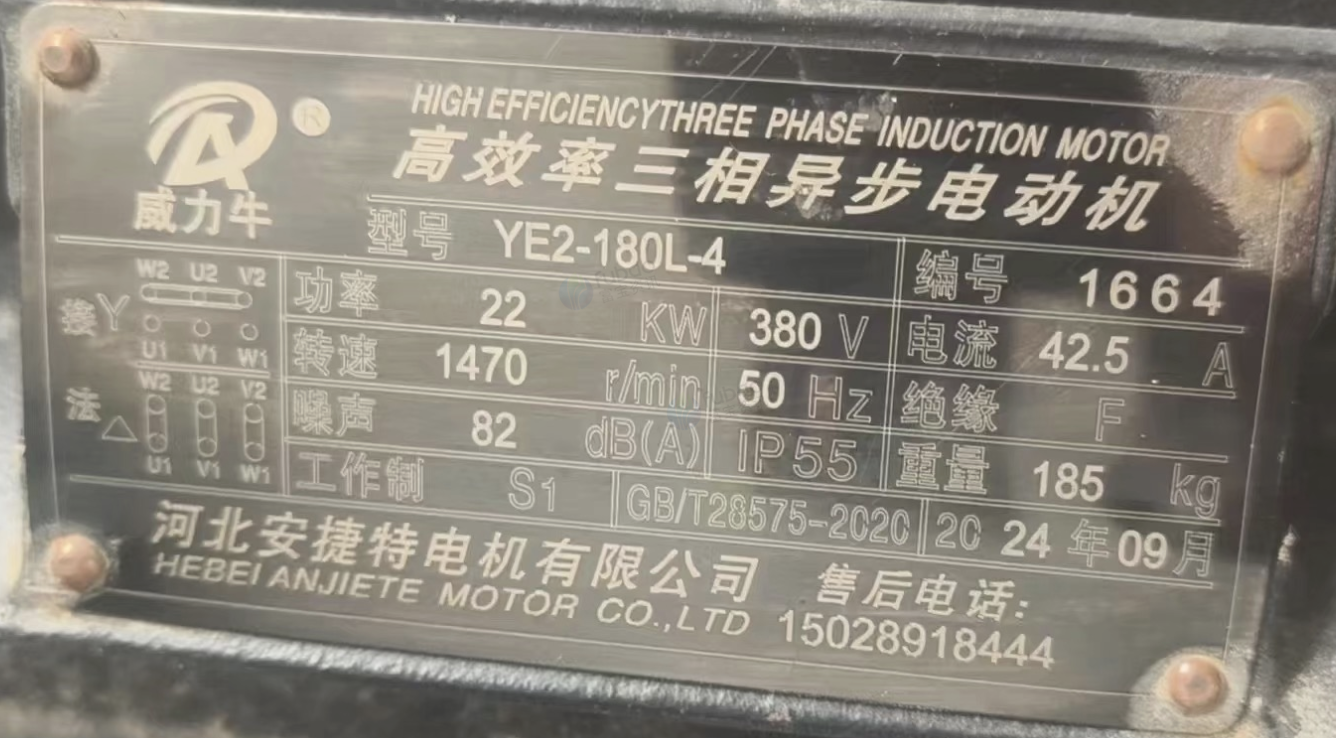 HIGH EFFICIENCYTHREE PHASE INDUCTION MOTOR
高效率三相异步电动机
®
威力牛
型号 YE2-180L-4 编号 1664
功率 22 KW 380 V 电流 42.5 A
转速 1470 r/min 50 Hz 绝缘 F
噪声 82 dB(A) IP55 重量 185 kg
工作制 S1 GB/T28575-2020 2024年09月
接法
Y
W2 U2 V2
U1 V1 W1
△
W2 U2 V2
U1 V1 W1
河北安捷特电机有限公司 售后电话:
HEBEI ANJIETE MOTOR CO.,LTD 15028918444